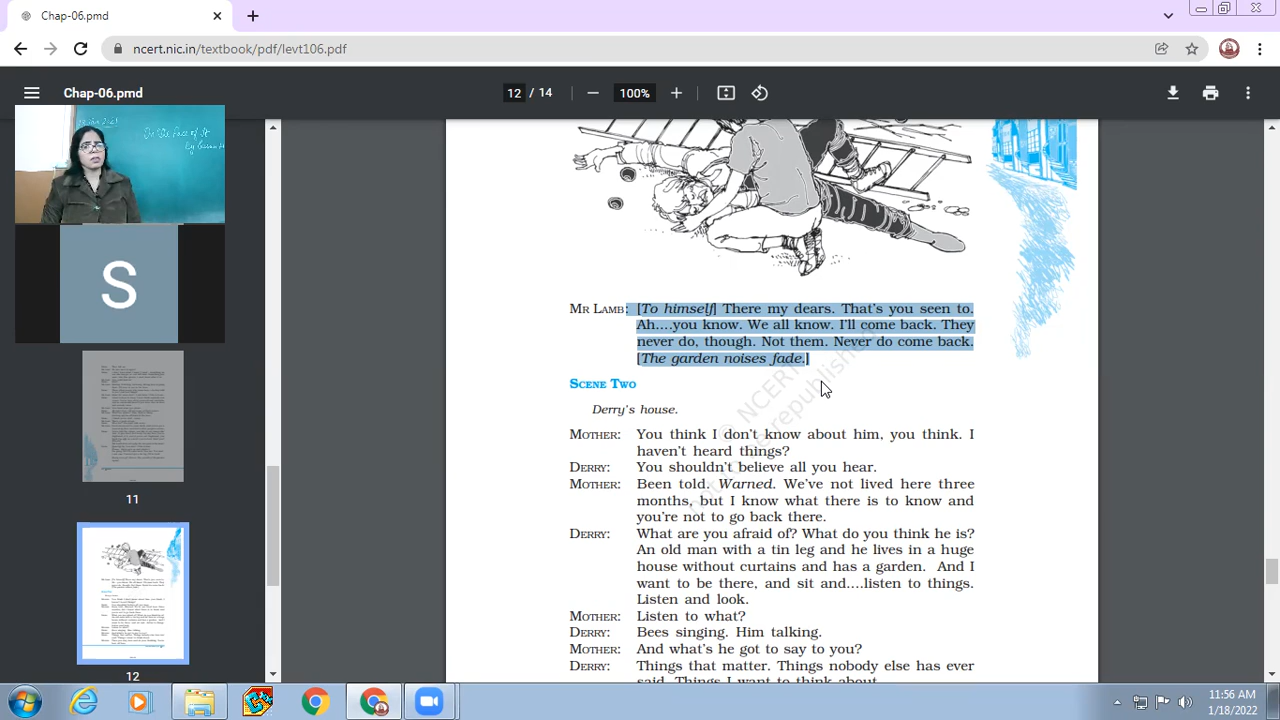 Chap-06.pmd
ncert.nic.in/textbook/pdf/levt106.pdf
Chap-06.pmd
12 / 14
100%
S
11
12
MR LAMB: [To himself] There my dears. That's you seen to.
Ah....you know. We all know. I'll come back. They
never do, though. Not them. Never do come back.
[The garden noises fade.]
SCENE TWO
Derry's house.
MOTHER: You think I don't know about him, you think. I
haven't heard things?
DERRY: You shouldn't believe all you hear.
MOTHER: Been told. Warned. We've not lived here three
months, but I know what there is to know and
you're not to go back there.
DERRY: What are you afraid of? What do you think he is?
An old man with a tin leg and he lives in a huge
house without curtains and has a garden. And I
want to be there, and sit and....listen to things.
Listen and look.
MOTHER: Listen to what?
DERRY: Bees singing. Him talking.
MOTHER: And what's he got to say to you?
DERRY: Things that matter. Things nobody else has ever
said. Things I want to think about.
11:56 AM
1/18/2022